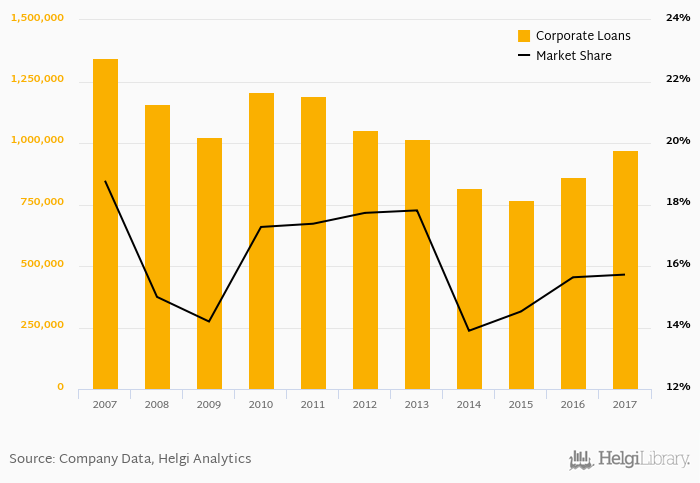 1,500,000
1,250,000
1,000,000
750,000
500,000
250,000
0
24%
22%
20%
18%
16%
14%
12%
Corporate Loans
Market Share
2007 2008 2009 2010 2011 2012 2013 2014 2015 2016 2017
Source: Company Data, Helgi Analytics
HelgiLibrary.